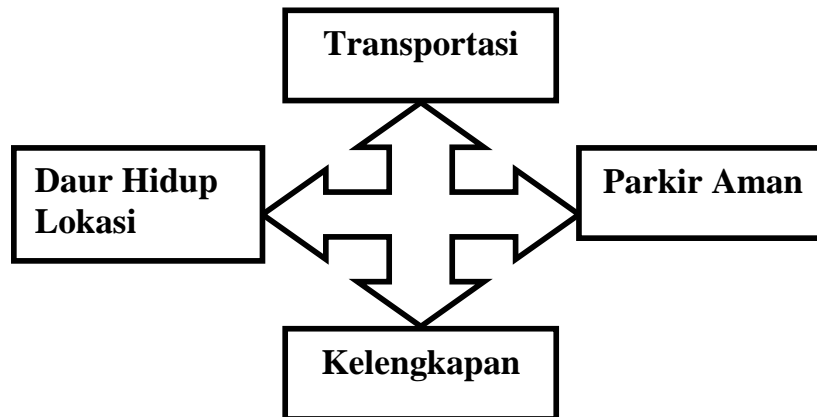 Transportasi
Daur Hidup
Lokasi
Parkir Aman
Kelengkapan